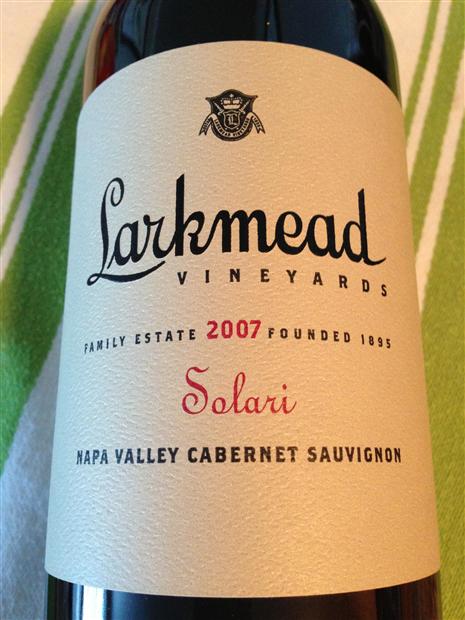 L
Larkmead
VINEYARDS
FAMILY ESTATE 2007 FOUNDED 1895
Solari
NAPA VALLEY CABERNET SAUVIGNON